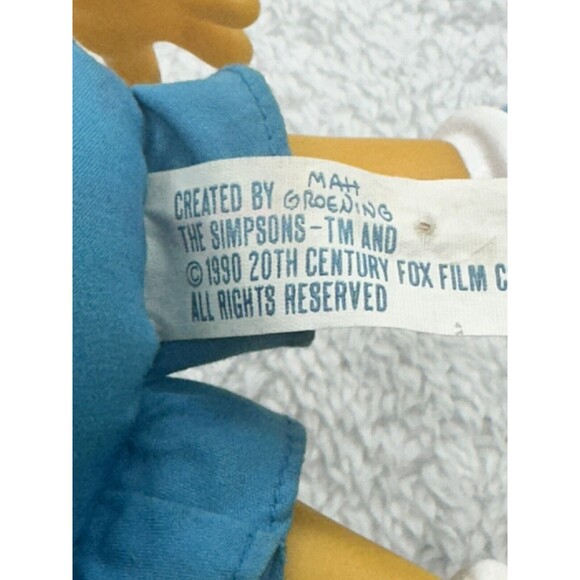 CREATED BY MATT GROENING
THE SIMPSONS-TM AND
©1990 20TH CENTURY FOX FILM C
ALL RIGHTS RESERVED